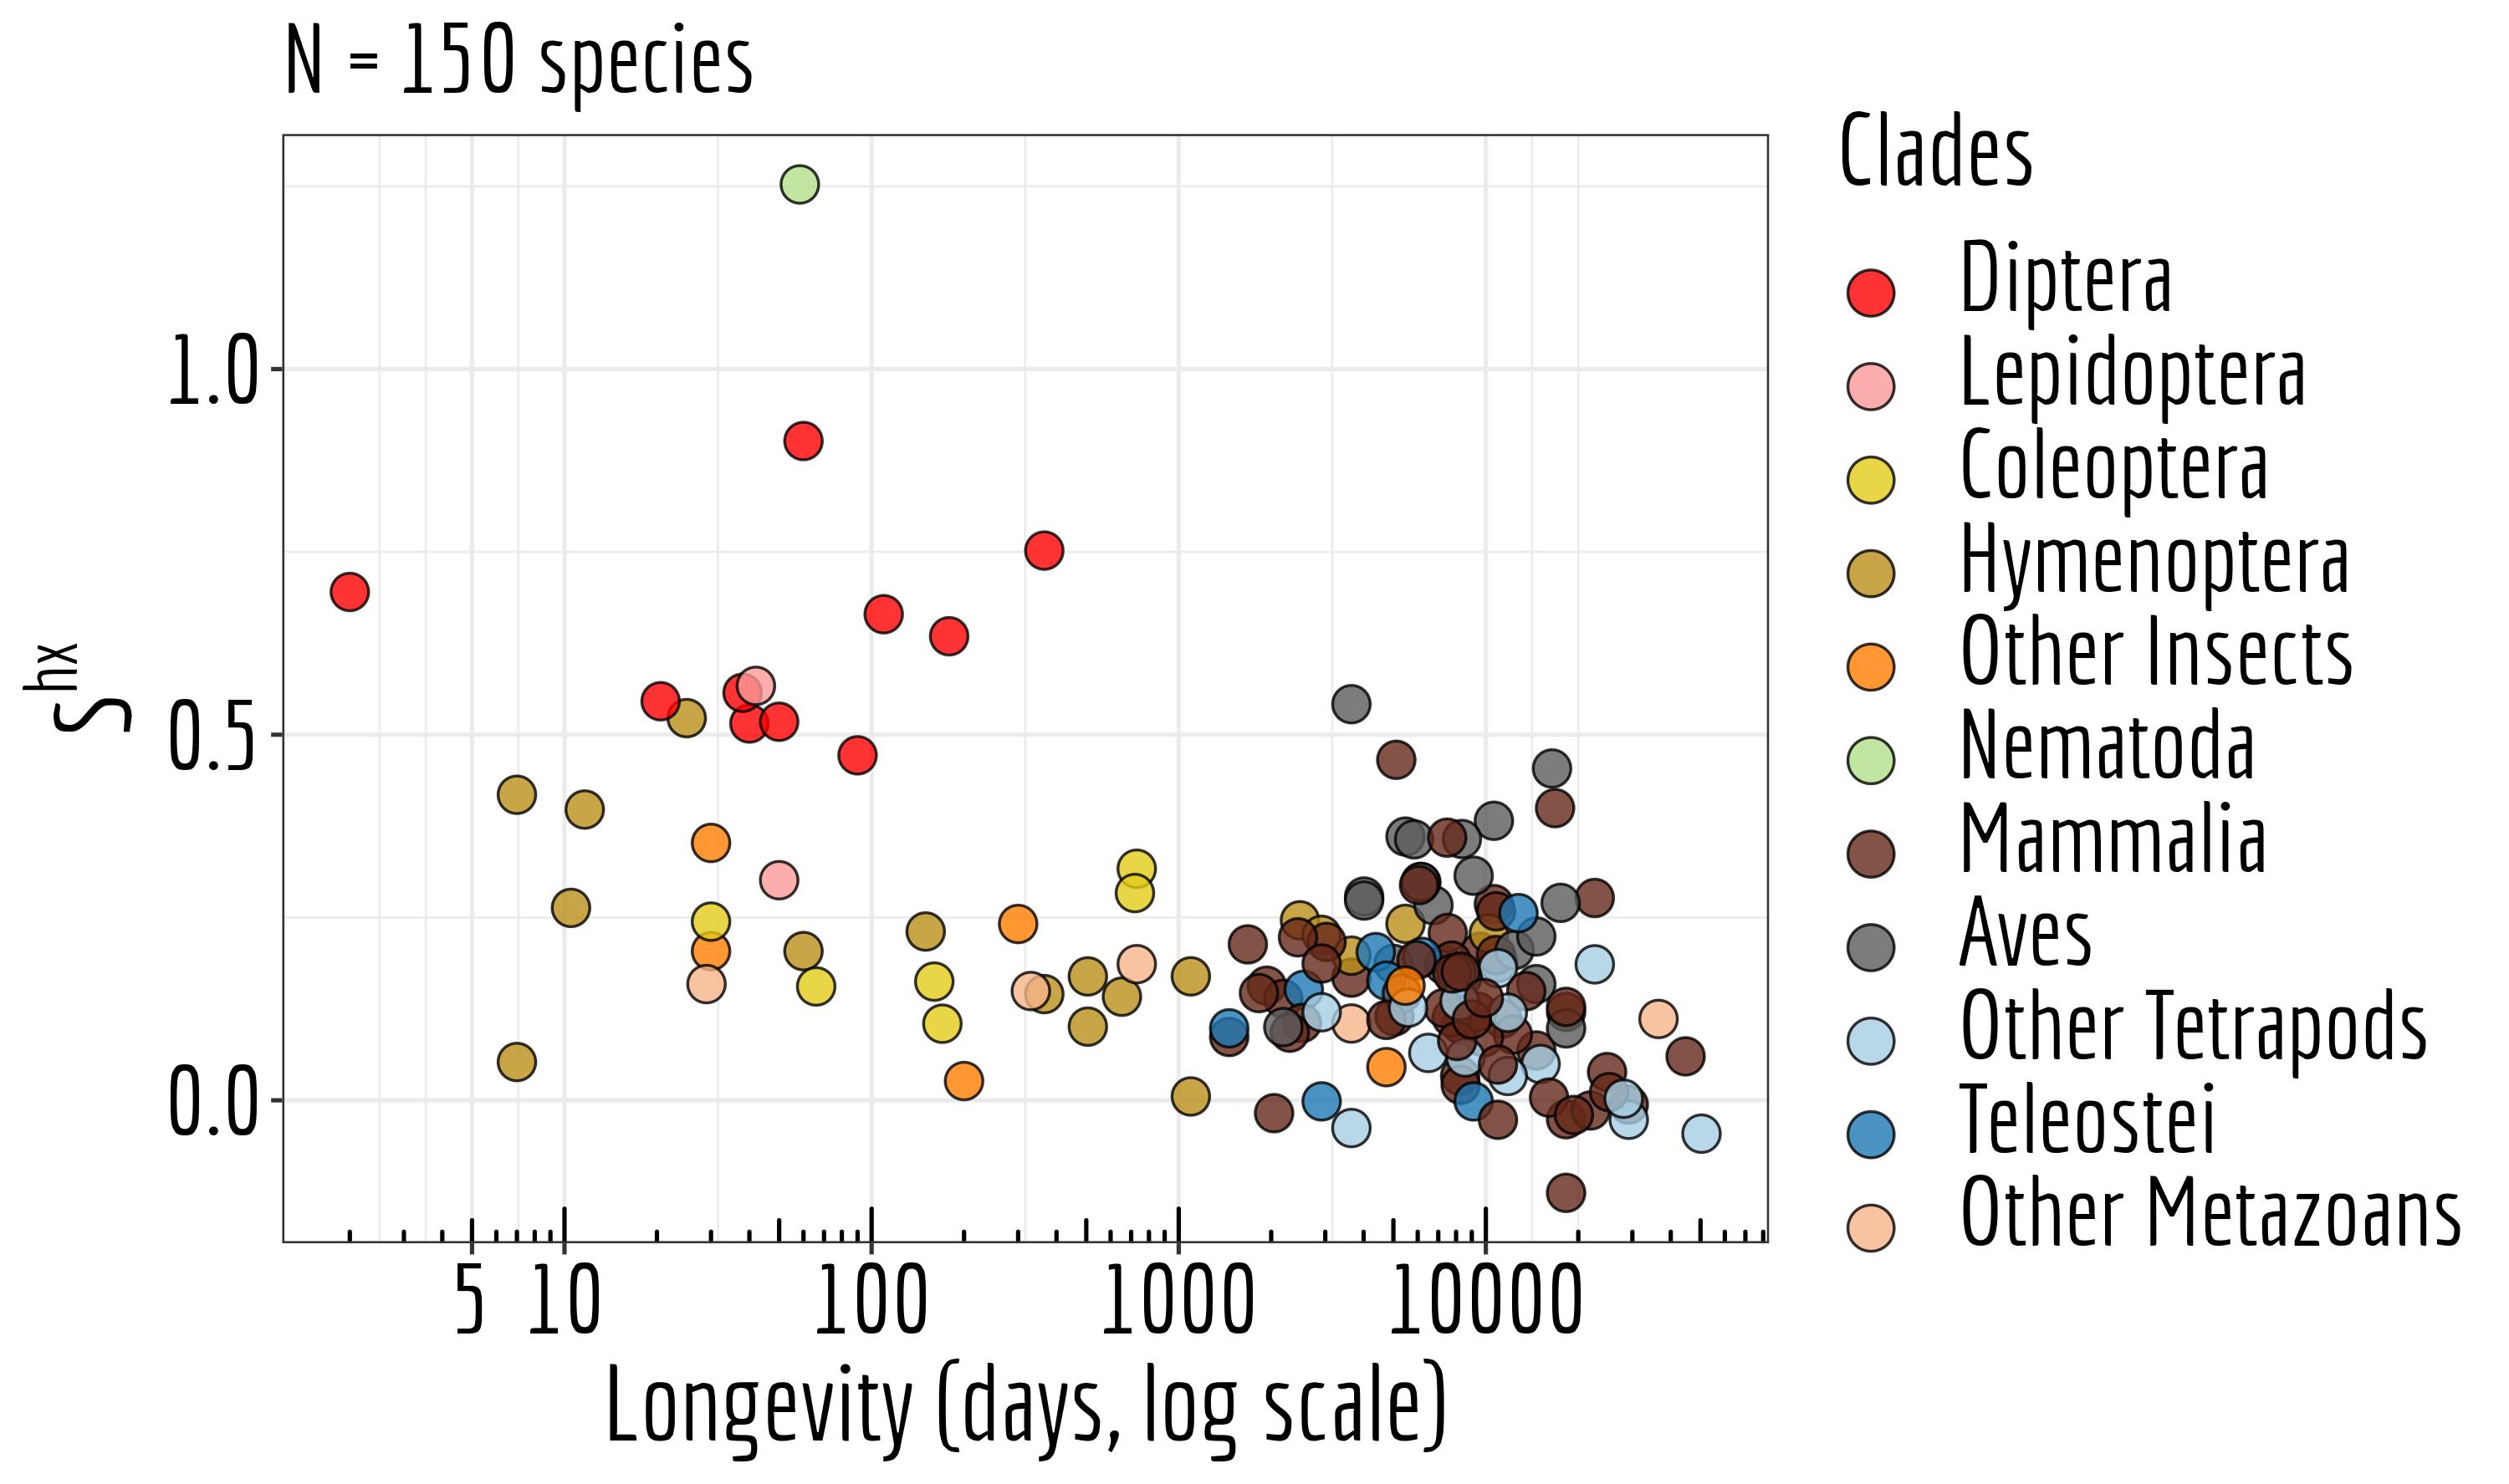 N = 150 species
1.0
0.5
0.0
S^hx
5 10 100 1000 10000
Longevity (days, log scale)
Clades
Diptera
Lepidoptera
Coleoptera
Hymenoptera
Other Insects
Nematoda
Mammalia
Aves
Other Tetrapods
Teleostei
Other Metazoans